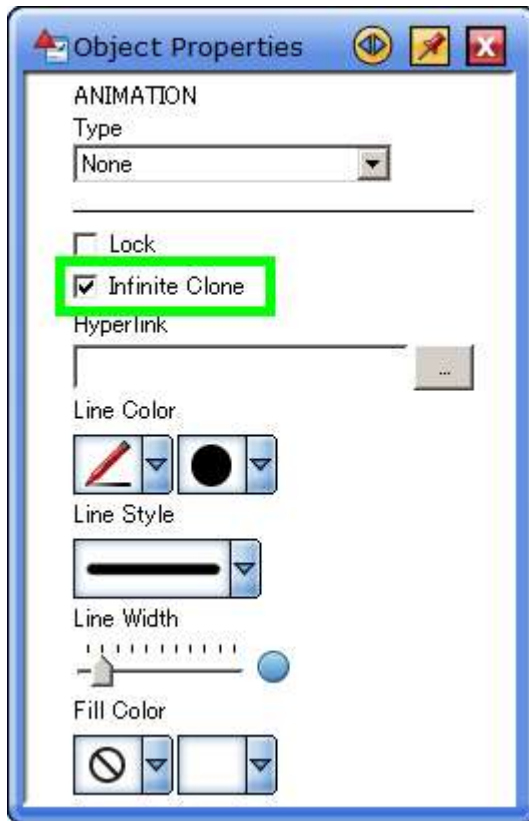 Object Properties
ANIMATION
Type
None
Lock
Infinite Clone
Hyperlink
...
Line Color
Line Style
Line Width
Fill Color